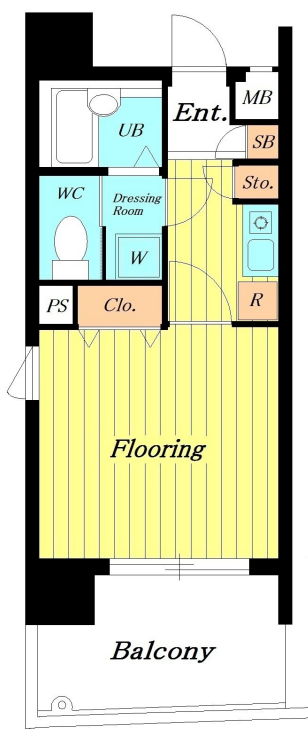 Ent.
MB
UB
SB
WC
Dressing
Room
Sto.
W
PS
Clo.
R
Flooring
Balcony